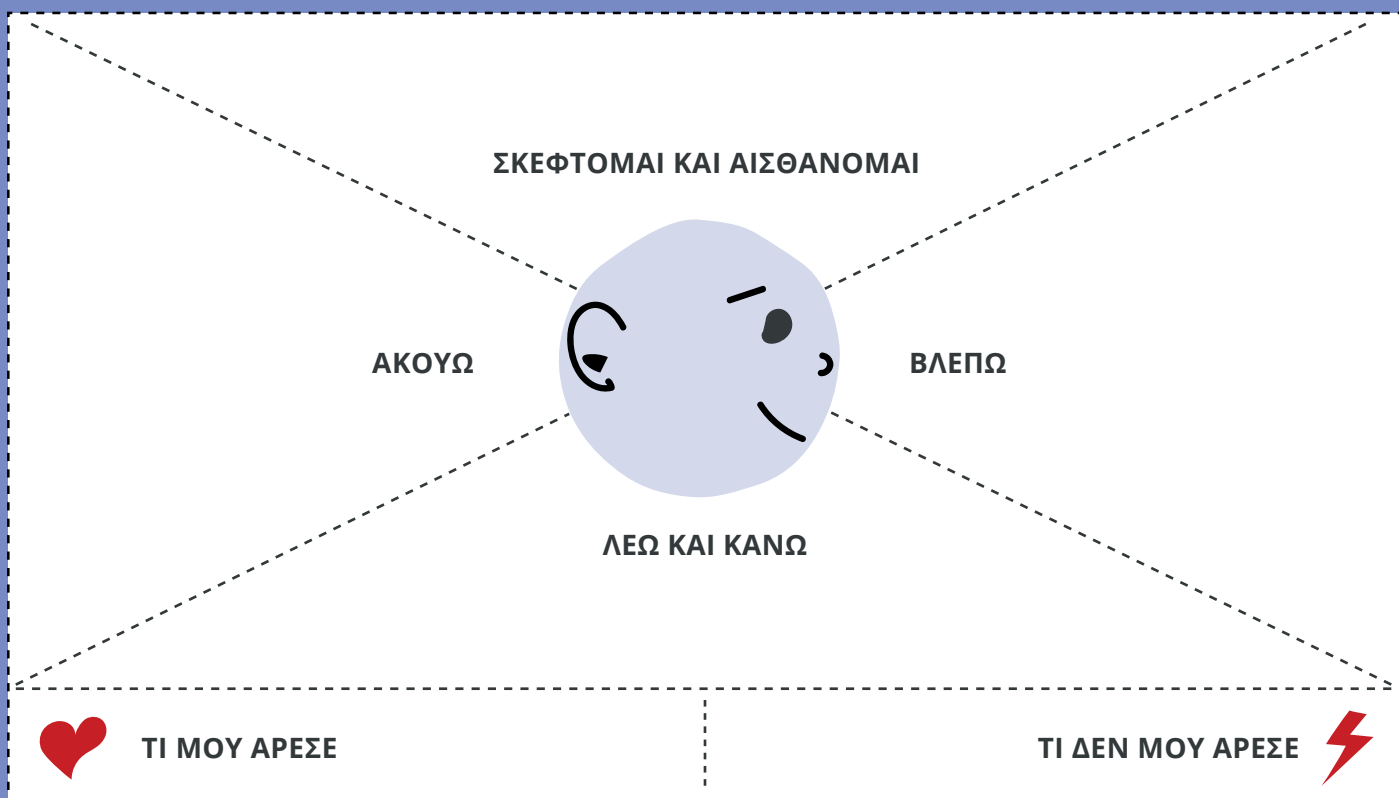 ΣΚΕΦΤΟΜΑΙ ΚΑΙ ΑΙΣΘΑΝΟΜΑΙ
ΑΚΟΥΩ
ΒΛΕΠΩ
ΛΕΩ ΚΑΙ ΚΑΝΩ
ΤΙ ΜΟΥ ΑΡΕΣΕ
ΤΙ ΔΕΝ ΜΟΥ ΑΡΕΣΕ